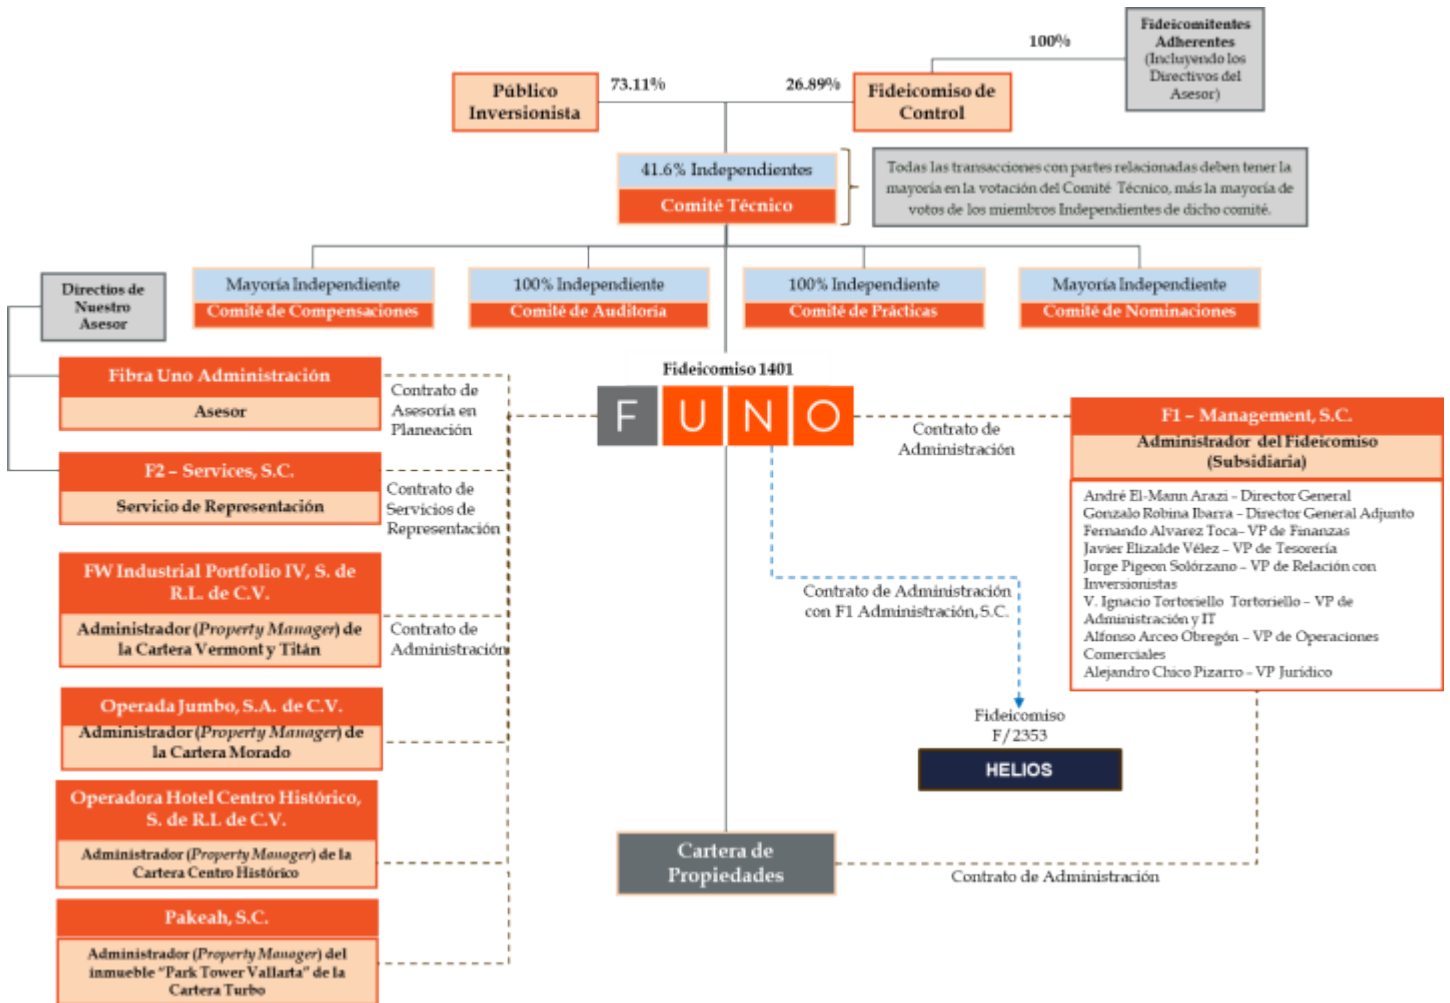 Fideicomitentes
Adherentes
(Incluyendo los
Directivos del
Asesor)
100%
Público
Inversionista
73.11%
26.89%
Fideicomiso de
Control
41.6% Independientes
Comité Técnico
Todas las transacciones con partes relacionadas deben tener la
mayoría en la votación del Comité Técnico, más la mayoría de
votos de los miembros Independientes de dicho comité.
Directios de
Nuestro
Asesor
Mayoría Independiente
Comité de Compensaciones
100% Independiente
Comité de Auditoría
100% Independiente
Comité de Prácticas
Mayoría Independiente
Comité de Nominaciones
Fideicomiso 1401
FUNO
Fibra Uno Administración
Asesor
Contrato de
Asesoría en
Planeación
F2 – Services, S.C.
Servicio de Representación
Contrato de
Servicios de
Representación
FW Industrial Portfolio IV, S. de
R.L. de C.V.
Administrador (Property Manager) de
la Cartera Vermont y Titán
Contrato de
Administración
Operada Jumbo, S.A. de C.V.
Administrador (Property Manager) de
la Cartera Morado
Operadora Hotel Centro Histórico,
S. de R.L de C.V.
Administrador (Property Manager) de la
Cartera Centro Histórico
Pakeah, S.C.
Administrador (Property Manager) del
inmueble “Park Tower Vallarta” de la
Cartera Turbo
Contrato de
Administración
F1 – Management, S.C.
Administrador del Fideicomiso
(Subsidiaria)
André El-Mann Arazi – Director General
Gonzalo Robina Ibarra – Director General Adjunto
Fernando Alvarez Toca– VP de Finanzas
Javier Elizalde Vélez – VP de Tesorería
Jorge Pigeon Solórzano – VP de Relación con
Inversionistas
V. Ignacio Tortoriello Tortoriello – VP de
Administración y IT
Alfonso Arceo Obregón – VP de Operaciones
Comerciales
Alejandro Chico Pizarro – VP Jurídico
Contrato de Administración
con F1 Administración, S.C.
Fideicomiso
F/2353
HELIOS
Cartera de
Propiedades
Contrato de Administración